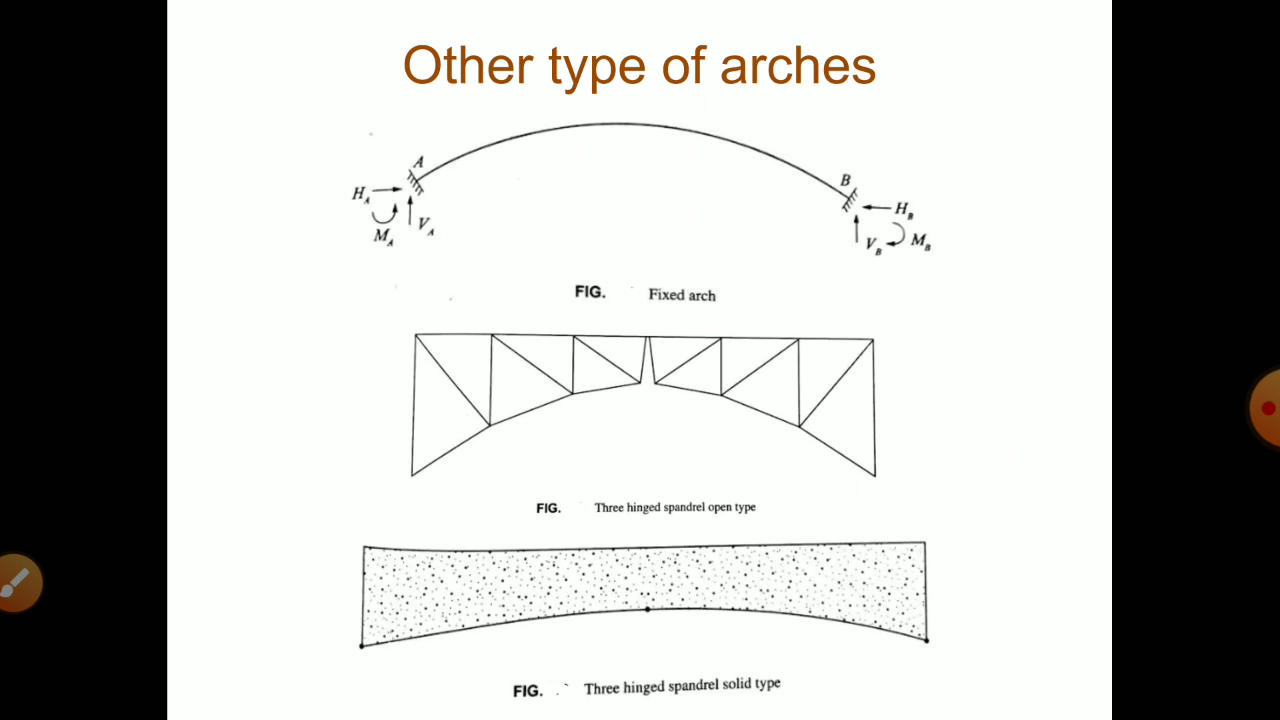 Other type of arches
A
B
H_A
M_A
V_A
H_B
V_B
M_B
FIG. Fixed arch
FIG. Three hinged spandrel open type
FIG. Three hinged spandrel solid type